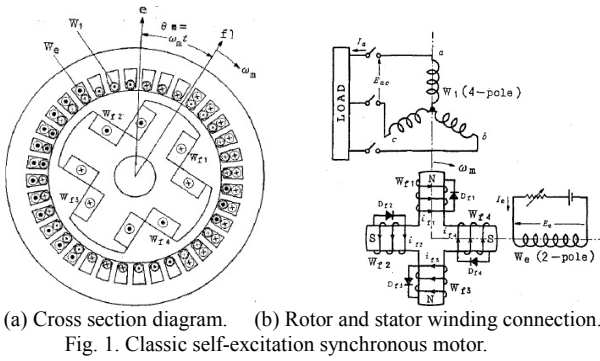 e
θm=
ωmt
f1
ωm
W1
We
Wf2
Wf1
Wf3
Wf4
Ia
a
Eac
W1(4-pole)
LOAD
c
b
ωm
N
Wf1
Df1
if1
Df2
Wf4
S
S
if2
if4
Wf2
Df4
if3
Df3
Wf3
N
Ie
Ee
We(2-pole)
(a) Cross section diagram. (b) Rotor and stator winding connection.
Fig. 1. Classic self-excitation synchronous motor.